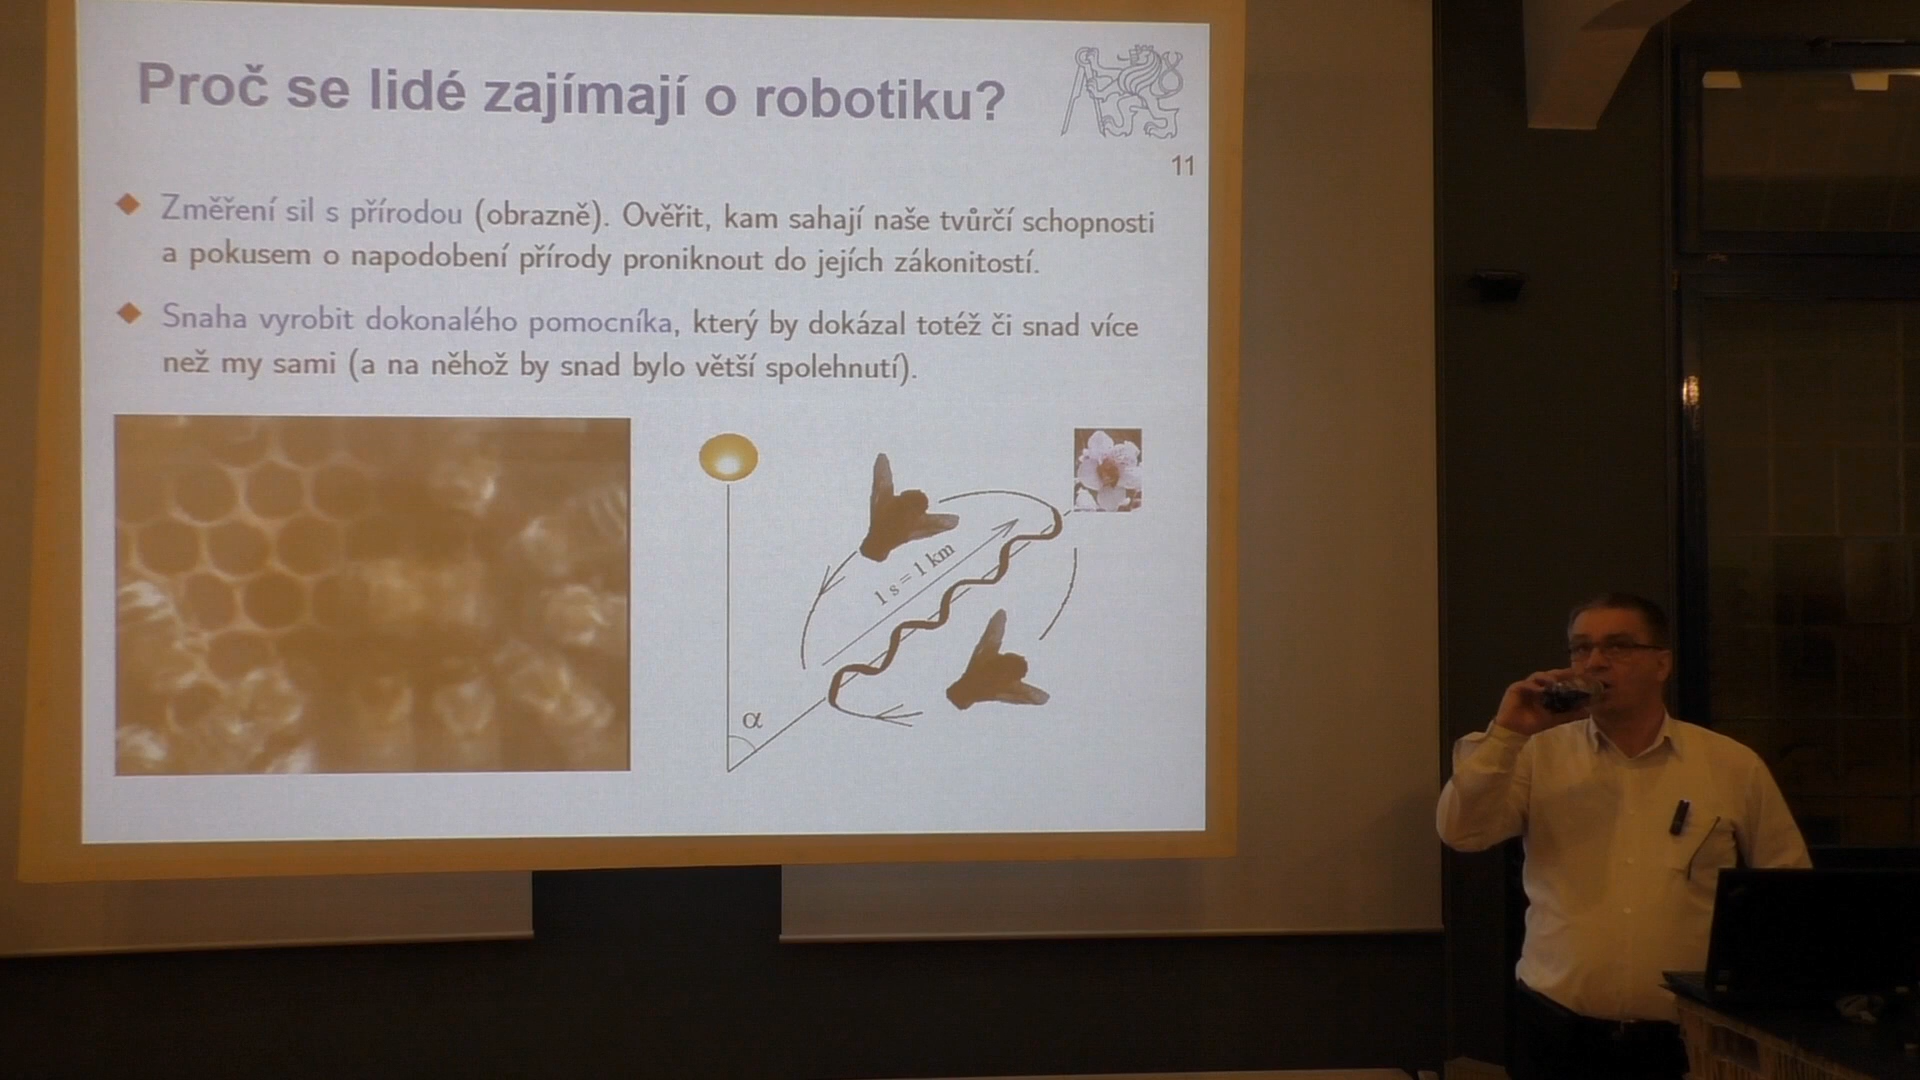 Proč se lidé zajímají o robotiku?
11
Změření sil s přírodou (obrazně). Ověřit, kam sahají naše tvůrčí schopnosti
a pokusem o napodobení přírody proniknout do jejích zákonitostí.
Snaha vyrobit dokonalého pomocníka, který by dokázal totéž či snad více
než my sami (a na něhož by snad bylo větší spolehnutí).
1 s = 1 km
α